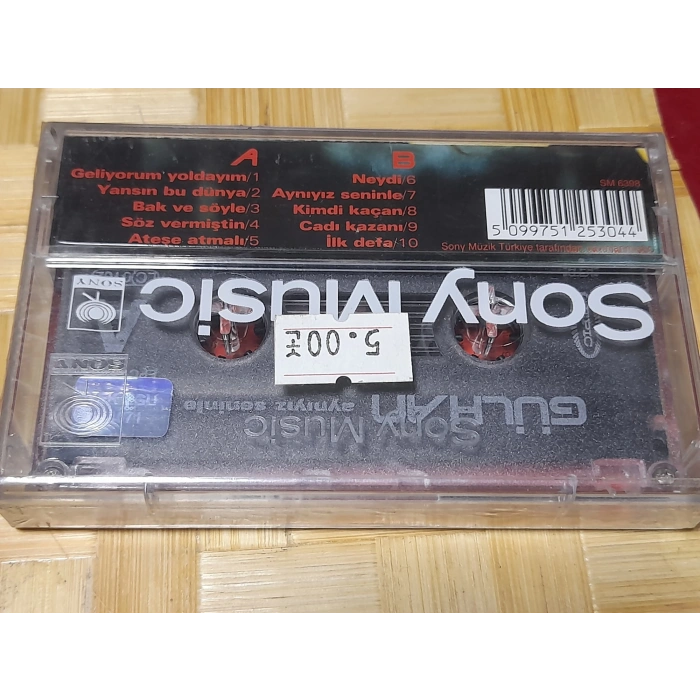 A
Geliyorum yoldayım/1
Yansın bu dünya/2
Bak ve söyle/3
Söz vermiştin/4
Ateşe atmalı/5
B
Neydi/6
Aynıyız seninle/7
Kimdi kaçan/8
Cadı kazanı/9
İlk defa/10
SM 6398
5 099751 253044
Sony Müzik Türkiye
SONY
Sony Music
5.00
SONY
GÜLHAN
aynıyız seninle
Sony Music